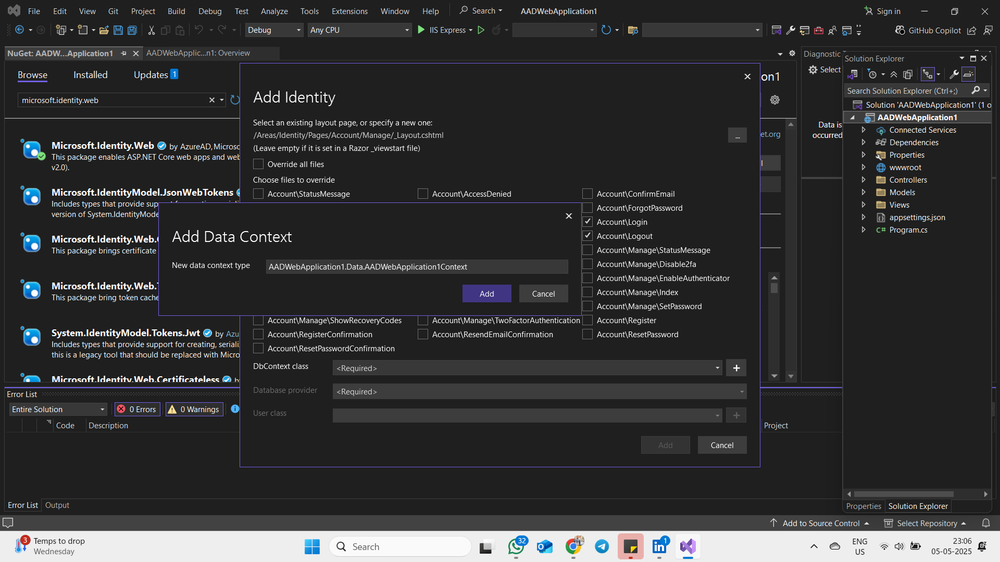 File Edit View Git Project Build Debug Test Analyze Tools Extensions Window Help Search AADWebApplication1 Sign in
Debug Any CPU IIS Express GitHub Copilot
NuGet: AADW...Application1 AADWebApplic...n1: Overview
Browse Installed Updates 1
microsoft.identity.web
Microsoft.Identity.Web by AzureAD,Microsc
This package enables ASP.NET Core web apps and web
v2.0).
Microsoft.IdentityModel.JsonWebTokens
Includes types that provide
version of System.IdentityMode
Microsoft.Identity.Web.
This package brings certificate
Microsoft.Identity.Web.
This package bring token cache
System.IdentityModel.Tokens.Jwt by Azu
Includes types that provide support for creating, seriali
this is a legacy tool that should be replaced with Micro
Microsoft.Identity.Web.Certificateless
on1
et.org
Add Identity
Select an existing layout page, or specify a new one:
/Areas/Identity/Pages/Account/Manage/_Layout.cshtml
...
(Leave empty if it is set in a Razor _viewstart file)
Override all files
Choose files to override
Account\StatusMessage Account\AccessDenied Account\ConfirmEmail
Account\ForgotPassword
Account\Login
Account\Logout
Account\Manage\StatusMessage
Account\Manage\Disable2fa
Account\Manage\EnableAuthenticator
Account\Manage\Index
Account\Manage\SetPassword
Account\Manage\ShowRecoveryCodes Account\Manage\TwoFactorAuthentication Account\Register
Account\RegisterConfirmation Account\ResendEmailConfirmation Account\ResetPassword
Account\ResetPasswordConfirmation
DbContext class <Required>
Database provider <Required>
User class
Add Cancel
Add Data Context
New data context type AADWebApplication1.Data.AADWebApplication1Context
Add Cancel
Diagnostic
Select
Data is
occurred
Solution Explorer
Search Solution Explorer (Ctrl+;)
Solution 'AADWebApplication1' (1 o
AADWebApplication1
Connected Services
Dependencies
Properties
wwwroot
Controllers
Models
Views
appsettings.json
C# Program.cs
Properties Solution Explorer
Error List
Entire Solution 0 Errors 0 Warnings
Code Description Project
Error List Output
Add to Source Control Select Repository
3 Temps to drop
Wednesday
Search
32
1
ENG
US
23:06
05-05-2025